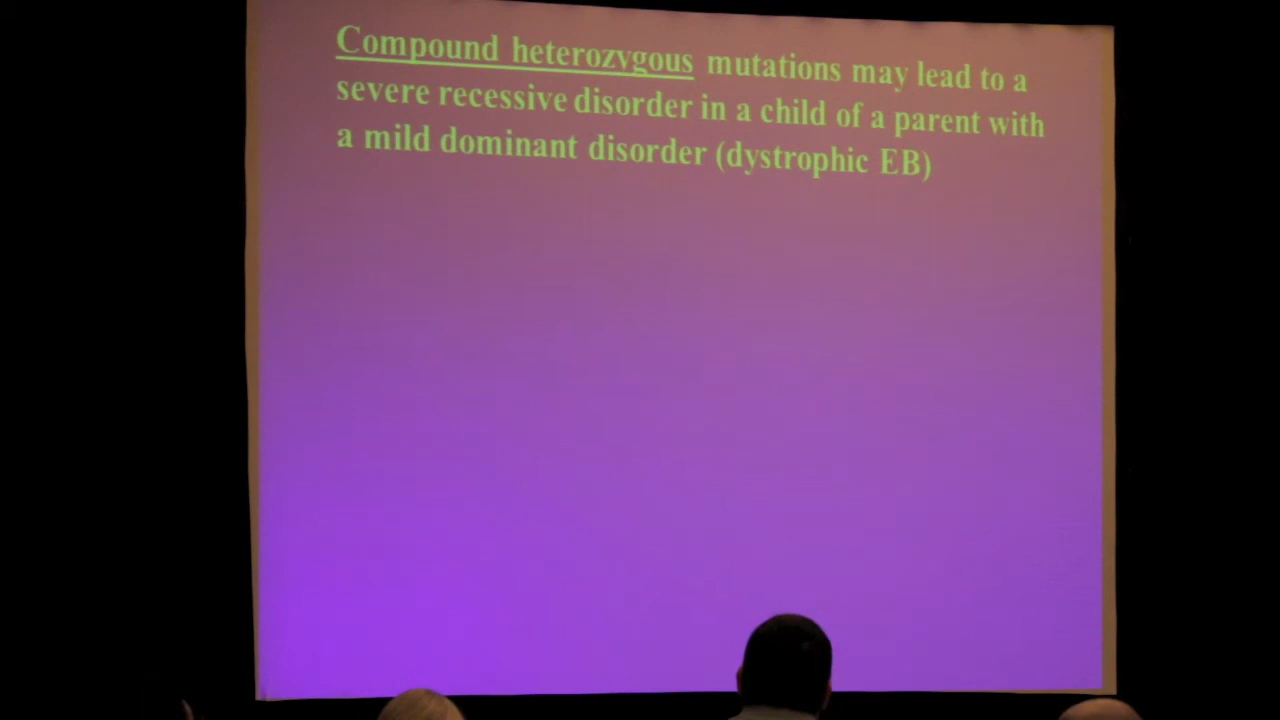 Compound heterozygous mutations may lead to a
severe recessive disorder in a child of a parent with
a mild dominant disorder (dystrophic EB)